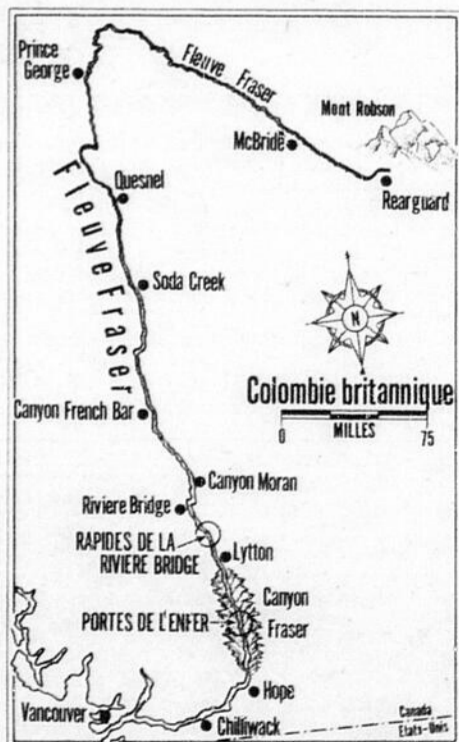 Prince
George
Fleuve Fraser
Mont Robson
McBride
Rearguard
Quesnel
Fleuve Fraser
Soda Creek
N
Colombie britannique
0 75
MILLES
Canyon French Bar
Canyon Moran
Riviere Bridge
RAPIDES DE LA
RIVIERE BRIDGE
Lytton
Canyon
Fraser
PORTES DE L'ENFER
Hope
Vancouver
Chilliwack
Canada
Etats-Unis